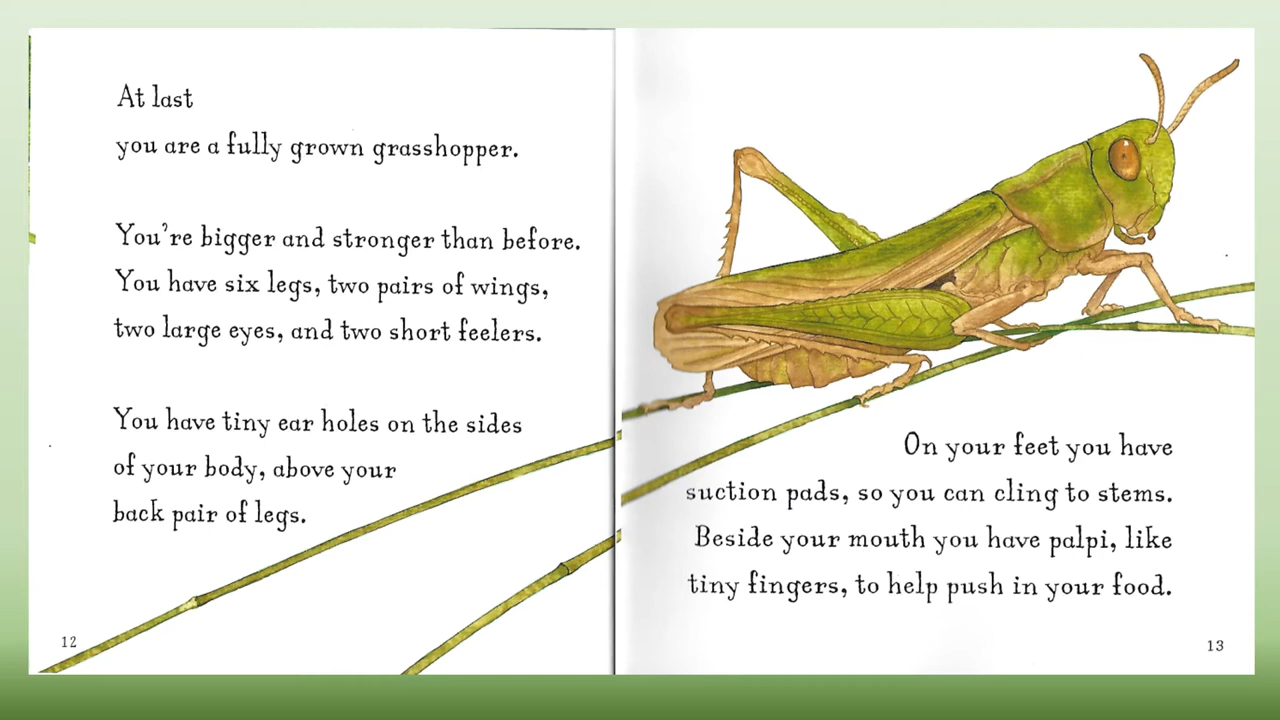 At last
you are a fully grown grasshopper.
You're bigger and stronger than before.
You have six legs, two pairs of wings,
two large eyes, and two short feelers.
You have tiny ear holes on the sides
of your body, above your
back pair of legs.
12
On your feet you have
suction pads, so you can cling to stems.
Beside your mouth you have palpi, like
tiny fingers, to help push in your food.
13